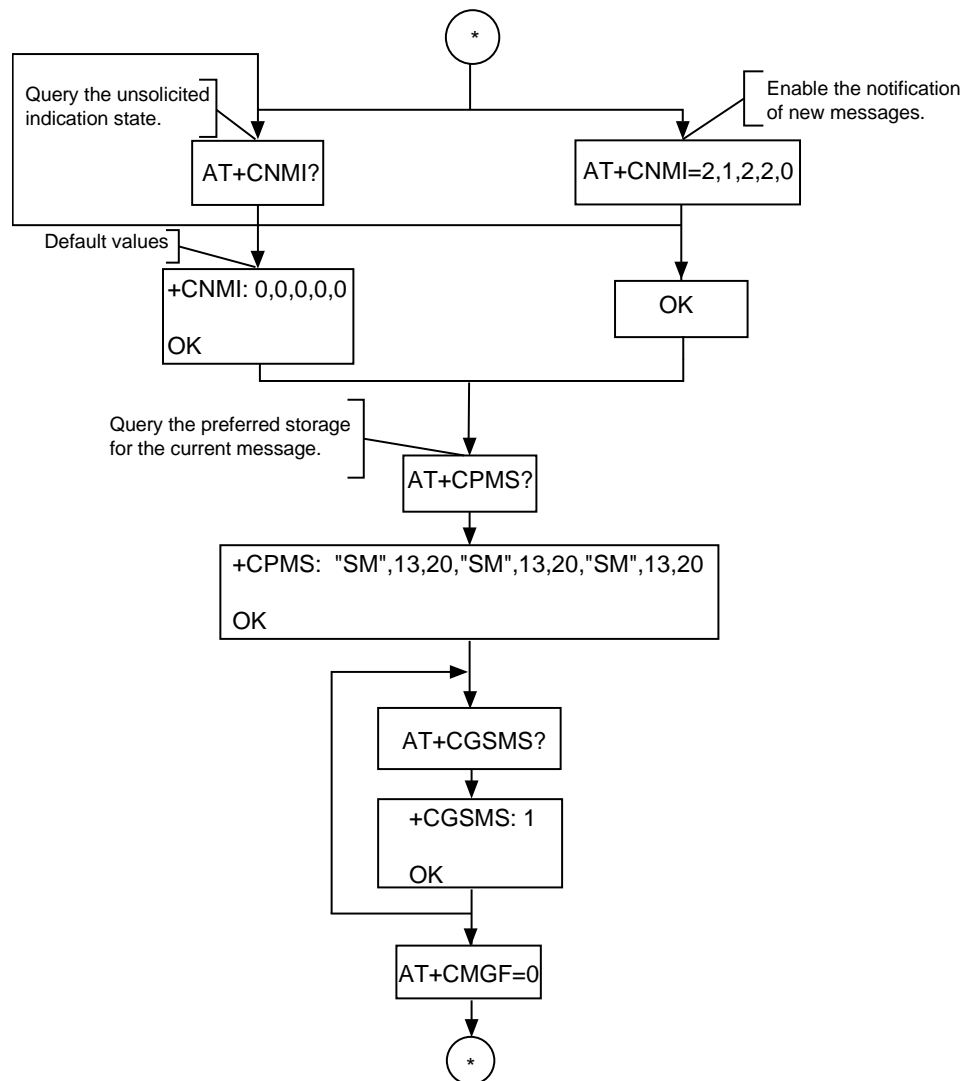 *
Query the unsolicited
indication state.
Enable the notification
of new messages.
AT+CNMI?
AT+CNMI=2,1,2,2,0
Default values
+CNMI: 0,0,0,0,0
OK
OK
Query the preferred storage
for the current message.
AT+CPMS?
+CPMS:  "SM",13,20,"SM",13,20,"SM",13,20
OK
AT+CGSMS?
+CGSMS: 1
OK
AT+CMGF=0
*